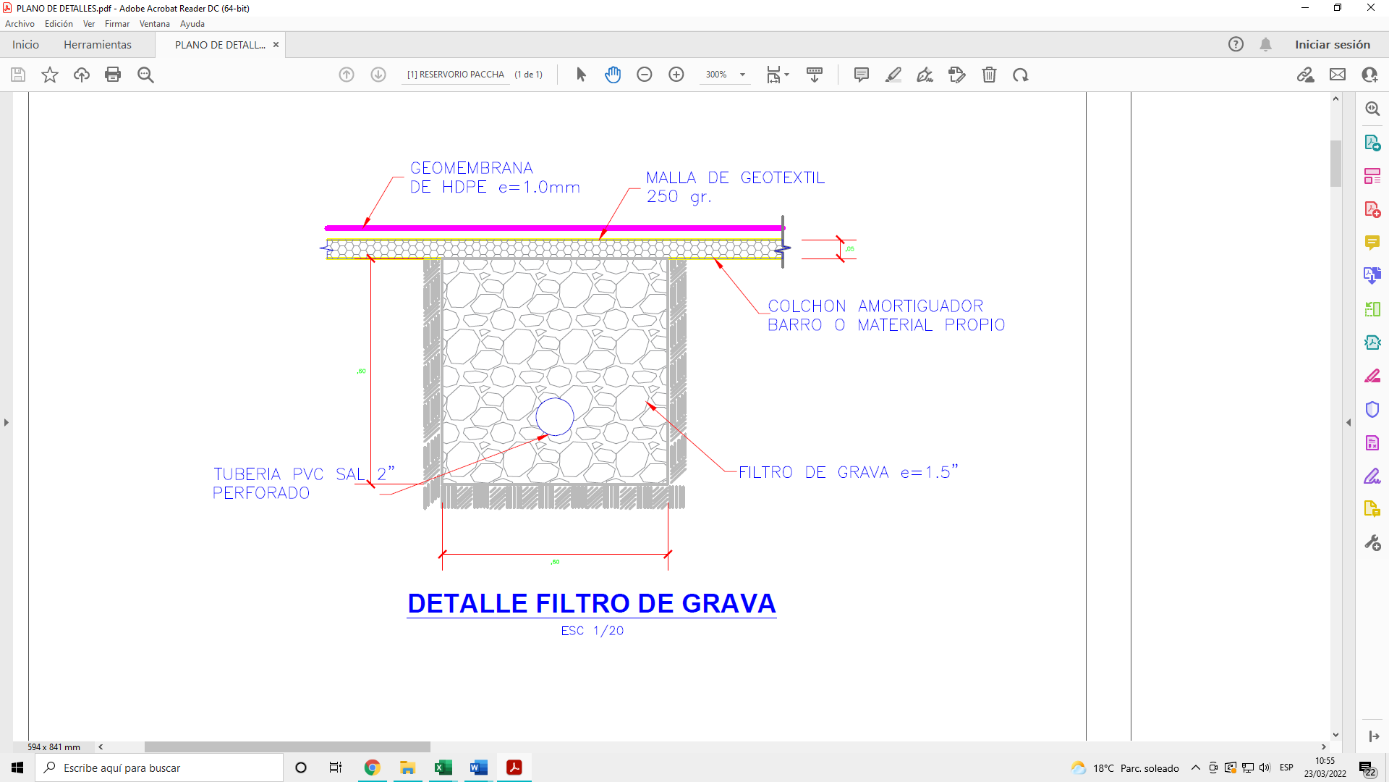 PLANO DE DETALLES.pdf - Adobe Acrobat Reader DC (64-bit)
Archivo Edición Ver Firmar Ventana Ayuda
Inicio Herramientas PLANO DE DETALL... × Iniciar sesión
[1] RESERVORIO PACCHA (1 de 1) 300%
GEOMEMBRANA
DE HDPE e=1.0mm
MALLA DE GEOTEXTIL
250 gr.
,05
COLCHON AMORTIGUADOR
BARRO O MATERIAL PROPIO
,60
TUBERIA PVC SAL 2”
PERFORADO
FILTRO DE GRAVA e=1.5”
,60
DETALLE FILTRO DE GRAVA
ESC 1/20
594 x 841 mm
Escribe aquí para buscar
18°C Parc. soleado
ESP
10:55
23/03/2022
22